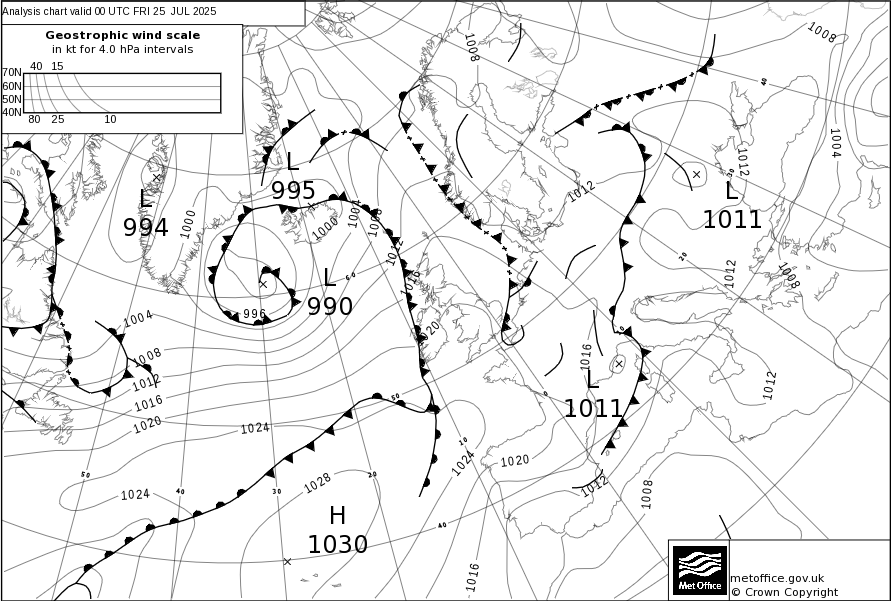 Analysis chart valid 00 UTC FRI 25 JUL 2025
Geostrophic wind scale
in kt for 4.0 hPa intervals
40 15
70N
60N
50N
40N
80 25 10
1008
1008
40
1004
1012
L
995
L
994
1000
1012
30
L
1011
1004
1008
1000
1012
20
1012
1008
1016
60
L
990
996
1004
1020
50
1016
1008
1012
L
1011
1012
1016
50
0
1020
1024
10
1024
1020
50
40
30
20
1028
1024
1012
1008
H
1030
40
1016
Met Office
metoffice.gov.uk
© Crown Copyright